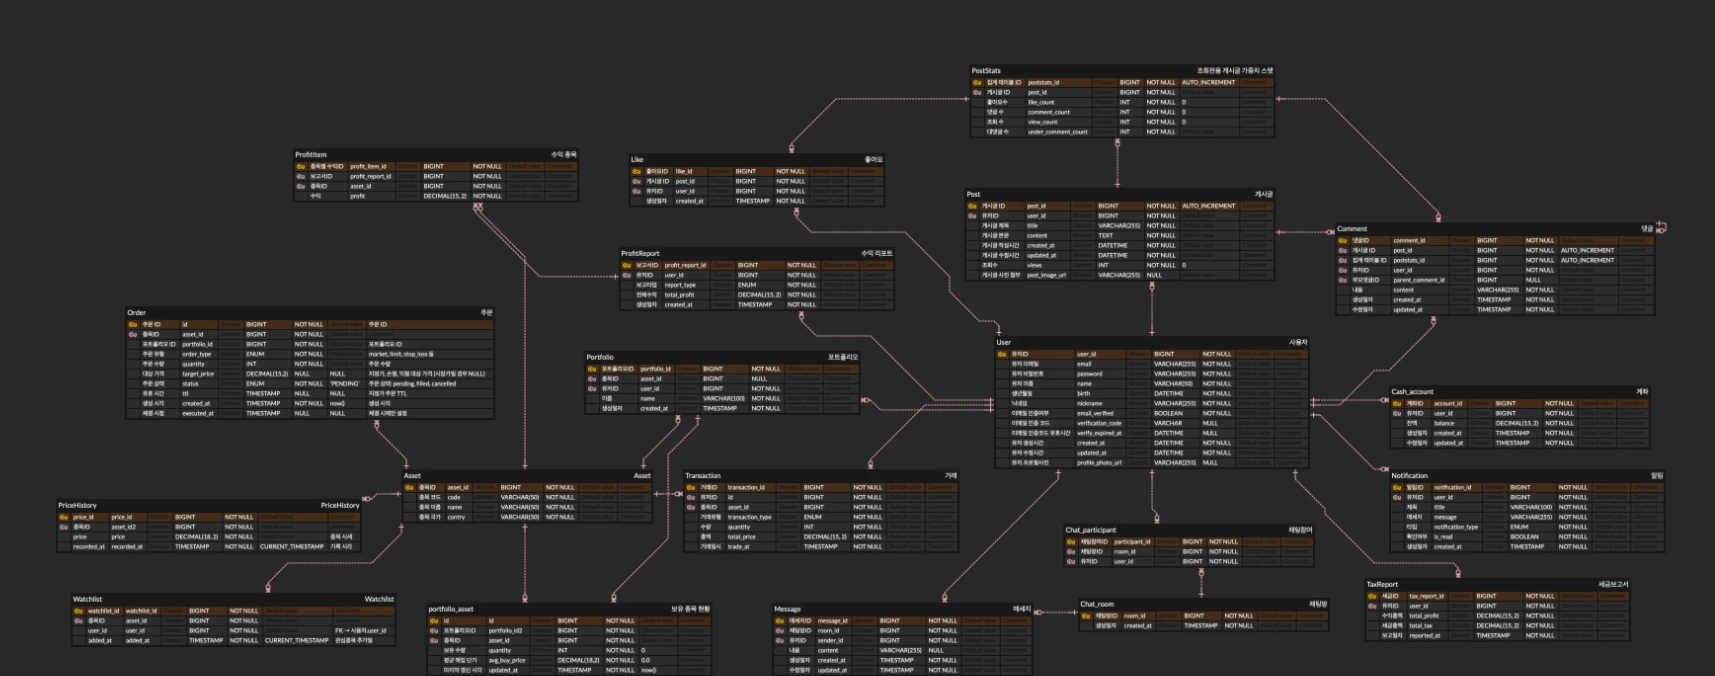 PostStats 조회전용 게시글 가중치 스탯
집계 테이블 ID poststats_id BIGINT NOT NULL AUTO_INCREMENT
게시글 ID post_id BIGINT NOT NULL
좋아요수 like_count INT NOT NULL 0
댓글 수 comment_count INT NOT NULL 0
조회 수 view_count INT NOT NULL 0
대댓글 수 under_comment_count INT NOT NULL
ProfitItem 수익 종목
종목별 수익ID profit_item_id BIGINT NOT NULL
보고서ID profit_report_id BIGINT NOT NULL
종목ID asset_id BIGINT NOT NULL
수익 profit DECIMAL(15,2) NOT NULL
Like 좋아요
좋아요ID like_id BIGINT NOT NULL
게시글 ID post_id BIGINT NOT NULL
유저ID user_id BIGINT NOT NULL
생성일자 created_at TIMESTAMP NOT NULL
Post 게시글
게시글 ID post_id BIGINT NOT NULL AUTO_INCREMENT
유저ID user_id BIGINT NOT NULL
게시글 제목 title VARCHAR(255) NOT NULL
게시글 본문 content TEXT NOT NULL
게시글 작성시간 created_at DATETIME NOT NULL
게시글 수정시간 updated_at DATETIME NOT NULL
조회수 views INT NOT NULL 0
게시글 사진 첨부 post_image_url VARCHAR(255) NULL
Comment 댓글
댓글ID comment_id BIGINT NOT NULL
게시글 ID post_id BIGINT NOT NULL AUTO_INCREMENT
집계 테이블 ID poststats_id BIGINT NOT NULL AUTO_INCREMENT
유저ID user_id BIGINT NOT NULL
부모댓글ID parent_comment_id BIGINT NULL
내용 content VARCHAR(255) NOT NULL
생성일자 created_at TIMESTAMP NOT NULL
수정일자 updated_at TIMESTAMP NOT NULL
ProfitReport 수익 리포트
보고서ID profit_report_id BIGINT NOT NULL
유저ID user_id BIGINT NOT NULL
보고타입 report_type ENUM NOT NULL
전체수익 total_profit DECIMAL(15,2) NOT NULL
생성일자 created_at TIMESTAMP NOT NULL
Order 주문
주문 ID id BIGINT NOT NULL 주문 ID
종목ID asset_id BIGINT NOT NULL
포트폴리오 ID portfolio_id BIGINT NOT NULL 포트폴리오 ID
주문 유형 order_type ENUM NOT NULL market, limit, stop_loss 등
주문 수량 quantity INT NOT NULL 주문 수량
대상 가격 target_price DECIMAL(15,2) NULL NULL 지정가, 손절, 익절 대상 가격 (시장가일 경우 NULL)
주문 상태 status ENUM NOT NULL 'PENDING' 주문 상태: pending, filled, cancelled
유효 시간 ttl TIMESTAMP NULL NULL 지정가 주문 TTL
생성 시각 created_at TIMESTAMP NOT NULL now() 생성 시각
체결 시점 executed_at TIMESTAMP NULL NULL 체결 시에만 설정
Portfolio 포트폴리오
포트폴리오ID portfolio_id BIGINT NOT NULL
종목ID asset_id BIGINT NULL
유저ID user_id BIGINT NOT NULL
이름 name VARCHAR(100) NOT NULL
생성일자 created_at TIMESTAMP NOT NULL
User 사용자
유저ID user_id BIGINT NOT NULL
유저 이메일 email VARCHAR(255) NOT NULL
유저 비밀번호 password VARCHAR(255) NOT NULL
유저 이름 name VARCHAR(50) NOT NULL
생년월일 birth DATETIME NOT NULL
닉네임 nickname VARCHAR(255) NOT NULL
이메일 인증여부 email_verified BOOLEAN NOT NULL
이메일 인증 코드 verification_code VARCHAR NULL
이메일 인증코드 유효시간 verify_expired_at DATETIME NULL
유저 생성시간 created_at DATETIME NOT NULL
유저 수정시간 updated_at DATETIME NOT NULL
유저 프로필사진 profile_photo_url VARCHAR(255) NULL
Cash_account 계좌
계좌ID account_id BIGINT NOT NULL
유저ID user_id BIGINT NOT NULL
잔액 balance DECIMAL(15,2) NOT NULL
생성일자 created_at TIMESTAMP NOT NULL
수정일자 updated_at TIMESTAMP NOT NULL
Asset Asset
종목ID asset_id BIGINT NOT NULL
종목 코드 code VARCHAR(50) NOT NULL
종목 이름 name VARCHAR(50) NOT NULL
종목 국가 contry VARCHAR(50) NOT NULL
Transaction 거래
거래ID transaction_id BIGINT NOT NULL
유저ID id BIGINT NOT NULL
종목ID asset_id BIGINT NOT NULL
거래유형 transaction_type ENUM NOT NULL
수량 quantity INT NOT NULL
총액 total_price DECIMAL(15,2) NOT NULL
거래일시 trade_at TIMESTAMP NOT NULL
Notification 알림
알림ID notification_id BIGINT NOT NULL
유저ID user_id BIGINT NOT NULL
제목 title VARCHAR(100) NOT NULL
메세지 message VARCHAR(255) NOT NULL
타입 notification_type ENUM NOT NULL
확인여부 is_read BOOLEAN NOT NULL
생성일자 created_at TIMESTAMP NOT NULL
PriceHistory PriceHistory
price_id price_id BIGINT NOT NULL
종목ID asset_id2 BIGINT NOT NULL
price price DECIMAL(18,2) NOT NULL 종목 시세
recorded_at recorded_at TIMESTAMP NOT NULL CURRENT_TIMESTAMP 기록 시각
Chat_participant 채팅참여
채팅참여ID participant_id BIGINT NOT NULL
채팅방ID room_id BIGINT NOT NULL
유저ID user_id BIGINT NOT NULL
TaxReport 세금보고서
세금ID tax_report_id BIGINT NOT NULL
유저ID user_id BIGINT NOT NULL
수익총액 total_profit DECIMAL(15,2) NOT NULL
세금총액 total_tax DECIMAL(15,2) NOT NULL
보고일자 reported_at TIMESTAMP NOT NULL
Watchlist Watchlist
watchlist_id watchlist_id BIGINT NOT NULL
종목ID asset_id BIGINT NOT NULL
user_id user_id BIGINT NOT NULL FK → 사용자.user_id
added_at added_at TIMESTAMP NOT NULL CURRENT_TIMESTAMP 관심종목 추가일
portfolio_asset 보유 종목 현황
id id BIGINT NOT NULL
포트폴리오ID portfolio_id2 BIGINT NOT NULL
종목ID asset_id BIGINT NOT NULL
보유 수량 quantity INT NOT NULL 0
평균 매입 단가 avg_buy_price DECIMAL(18,2) NOT NULL 0.0
마지막 갱신 시각 updated_at TIMESTAMP NOT NULL now()
Message 메세지
메세지ID message_id BIGINT NOT NULL
채팅방ID room_id BIGINT NOT NULL
유저ID sender_id BIGINT NOT NULL
내용 content VARCHAR(255) NULL
생성일자 created_at TIMESTAMP NOT NULL
수정일자 updated_at TIMESTAMP NOT NULL
Chat_room 채팅방
채팅방ID room_id BIGINT NOT NULL
생성일자 created_at TIMESTAMP NOT NULL